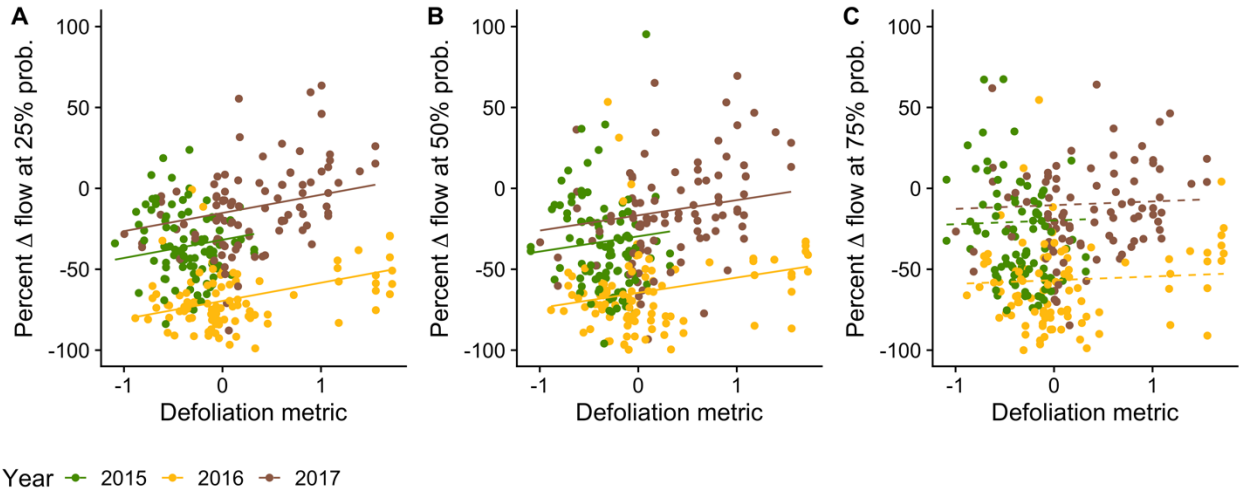 A
Percent Δ flow at 25% prob.
100
50
0
-50
-100
-1 0 1
Defoliation metric
B
Percent Δ flow at 50% prob.
100
50
0
-50
-100
-1 0 1
Defoliation metric
C
Percent Δ flow at 75% prob.
100
50
0
-50
-100
-1 0 1
Defoliation metric
Year 2015 2016 2017